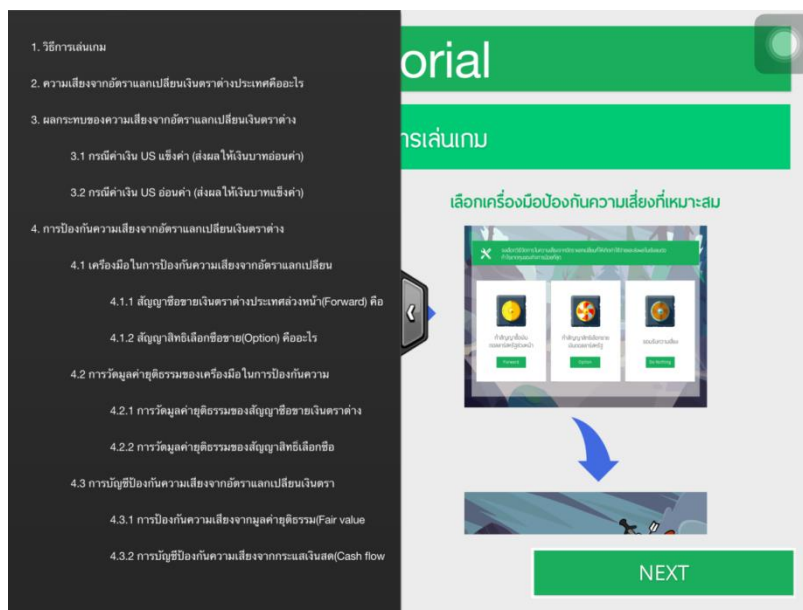 1. วิธีการเล่นเกม
2. ความเสี่ยงจากอัตราแลกเปลี่ยนเงินตราต่างประเทศคืออะไร
3. ผลกระทบของความเสี่ยงจากอัตราแลกเปลี่ยนเงินตราต่าง
3.1 กรณีค่าเงิน US แข็งค่า (ส่งผลให้เงินบาทอ่อนค่า)
3.2 กรณีค่าเงิน US อ่อนค่า (ส่งผลให้เงินบาทแข็งค่า)
4. การป้องกันความเสี่ยงจากอัตราแลกเปลี่ยนเงินตราต่าง
4.1 เครื่องมือในการป้องกันความเสี่ยงจากอัตราแลกเปลี่ยน
4.1.1 สัญญาซื้อขายเงินตราต่างประเทศล่วงหน้า(Forward) คือ
4.1.2 สัญญาสิทธิเลือกซื้อขาย(Option) คืออะไร
4.2 การวัดมูลค่ายุติธรรมของเครื่องมือในการป้องกันความ
4.2.1 การวัดมูลค่ายุติธรรมของสัญญาซื้อขายเงินตราต่าง
4.2.2 การวัดมูลค่ายุติธรรมของสัญญาสิทธิ์เลือกซื้อ
4.3 การบัญชีป้องกันความเสี่ยงจากอัตราแลกเปลี่ยนเงินตรา
4.3.1 การป้องกันความเสี่ยงจากมูลค่ายุติธรรม(Fair value
4.3.2 การบัญชีป้องกันความเสี่ยงจากกระแสเงินสด(Cash flow
orial
ารเล่นเกม
เลือกเครื่องมือป้องกันความเสี่ยงที่เหมาะสม
ยอมรับความเสี่ยง
Forward
Option
Do Nothing
NEXT